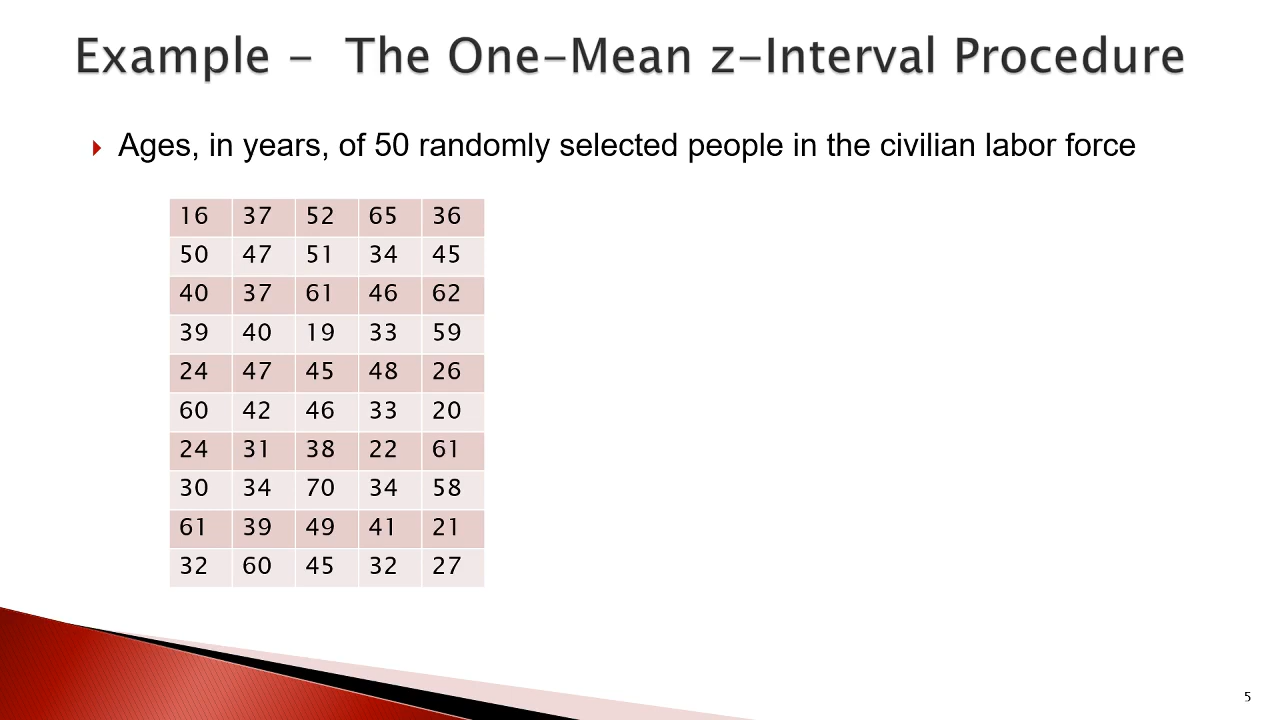 Example - The One-Mean z-Interval Procedure
Ages, in years, of 50 randomly selected people in the civilian labor force
16 37 52 65 36
50 47 51 34 45
40 37 61 46 62
39 40 19 33 59
24 47 45 48 26
60 42 46 33 20
24 31 38 22 61
30 34 70 34 58
61 39 49 41 21
32 60 45 32 27
5